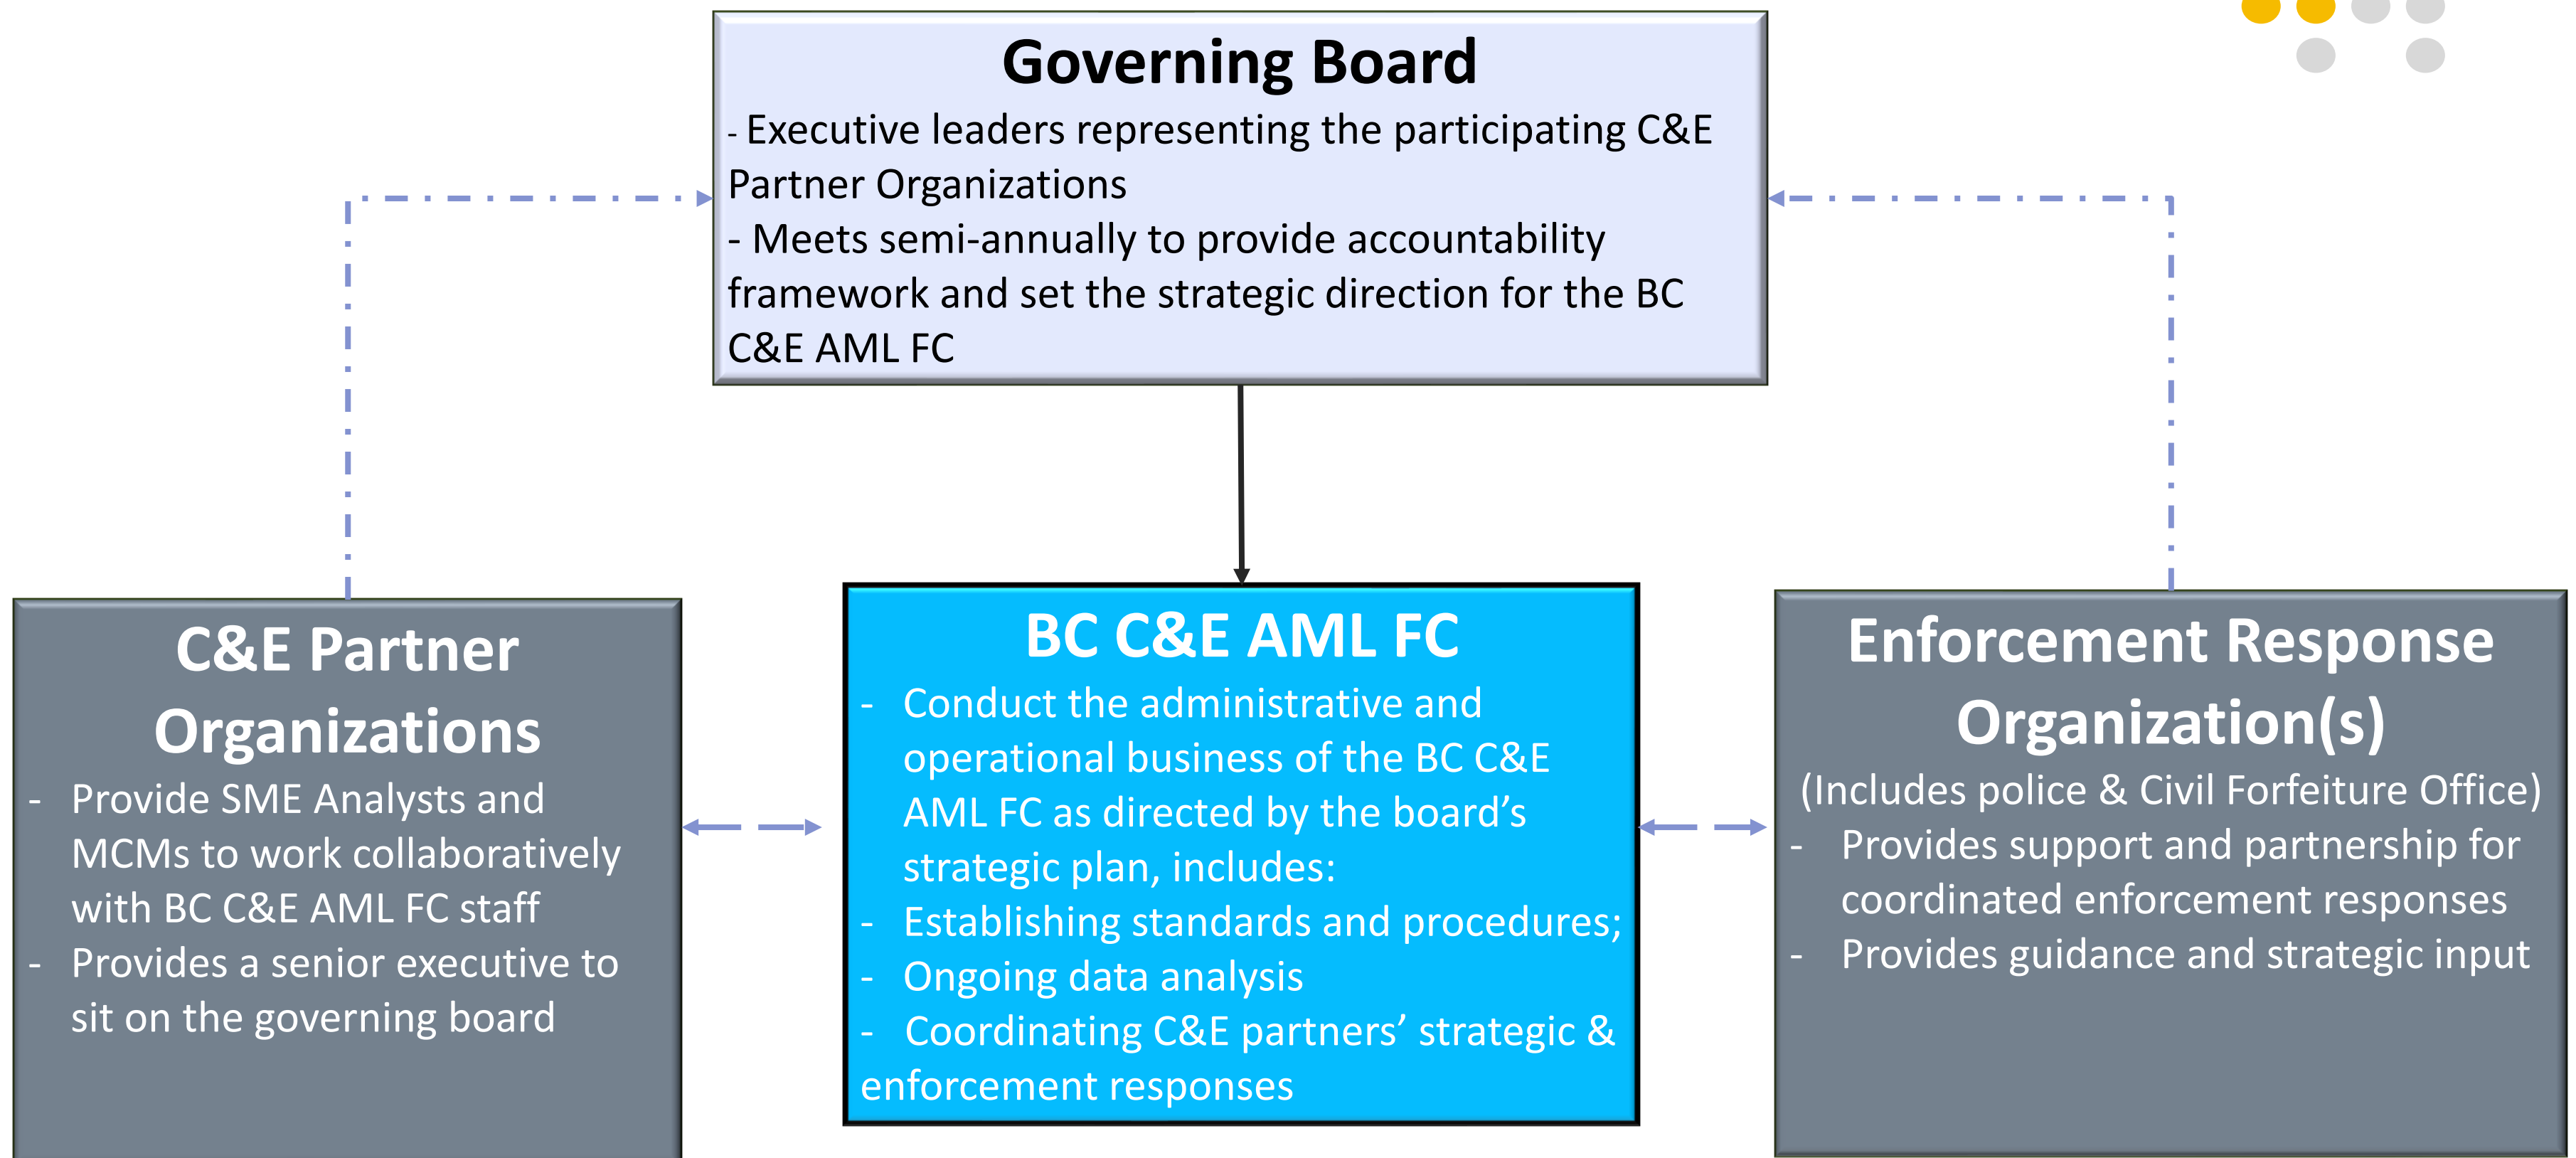 Governing Board
- Executive leaders representing the participating C&E
Partner Organizations
- Meets semi-annually to provide accountability
framework and set the strategic direction for the BC
C&E AML FC
C&E Partner
Organizations
- Provide SME Analysts and
MCMs to work collaboratively
with BC C&E AML FC staff
- Provides a senior executive to
sit on the governing board
BC C&E AML FC
- Conduct the administrative and
operational business of the BC C&E
AML FC as directed by the board’s
strategic plan, includes:
- Establishing standards and procedures;
- Ongoing data analysis
- Coordinating C&E partners’ strategic &
enforcement responses
Enforcement Response
Organization(s)
(Includes police & Civil Forfeiture Office)
- Provides support and partnership for
coordinated enforcement responses
- Provides guidance and strategic input